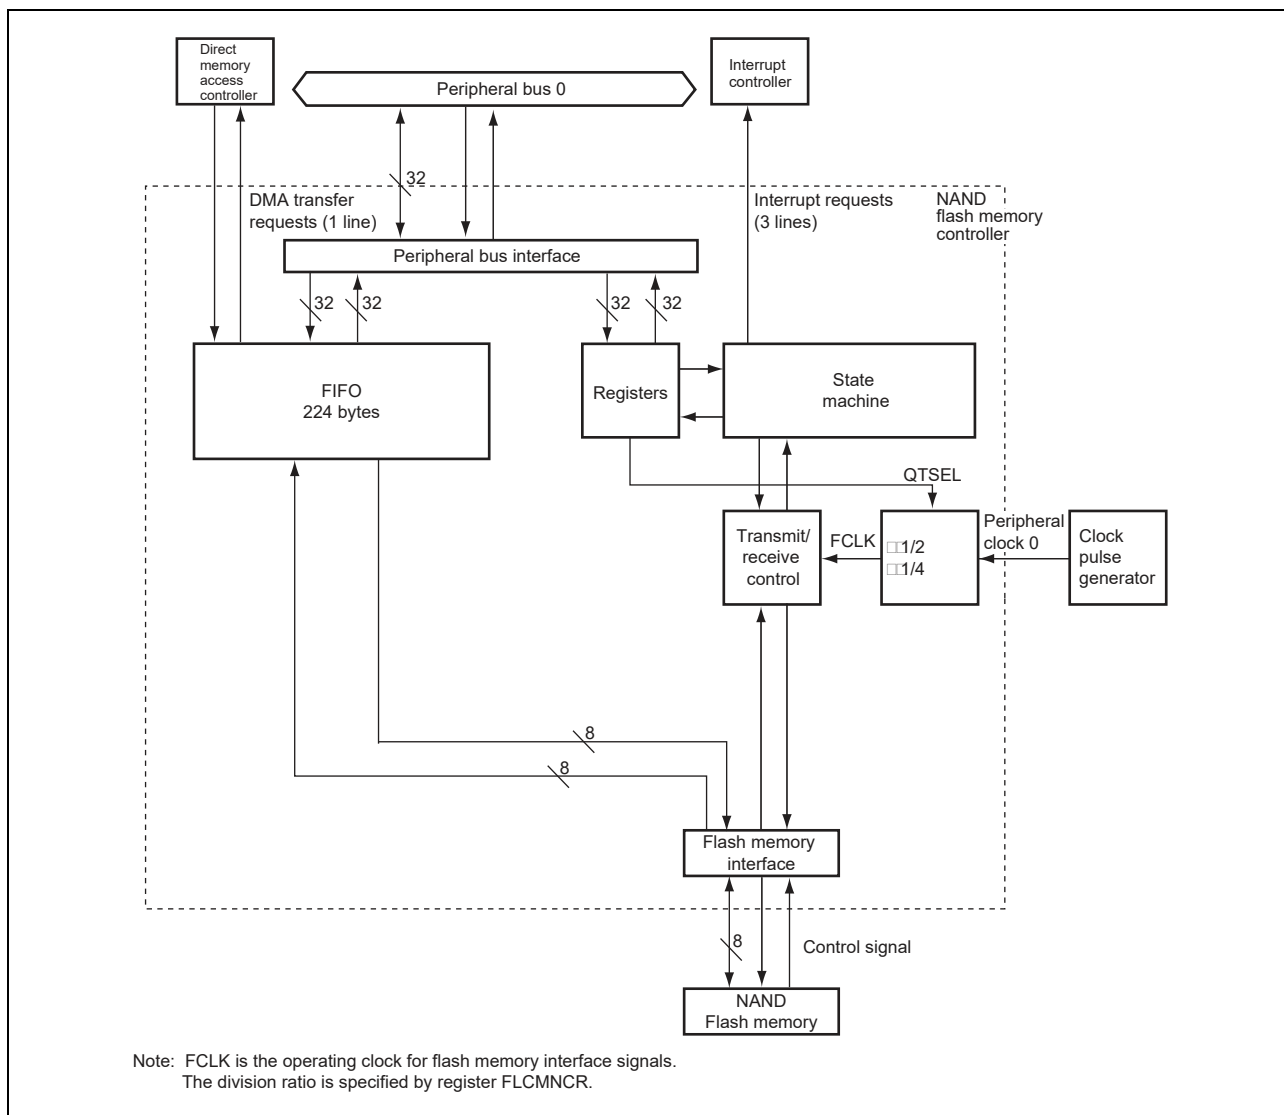 Direct
memory
access
controller
Peripheral bus 0
Interrupt
controller
32
DMA transfer
requests (1 line)
Interrupt requests
(3 lines)
NAND
flash memory
controller
Peripheral bus interface
32
32
32
32
FIFO
224 bytes
Registers
State
machine
QTSEL
Transmit/
receive
control
FCLK
□□1/2
□□1/4
Peripheral
clock 0
Clock
pulse
generator
8
8
Flash memory
interface
8
Control signal
NAND
Flash memory
Note: FCLK is the operating clock for flash memory interface signals.
The division ratio is specified by register FLCMNCR.